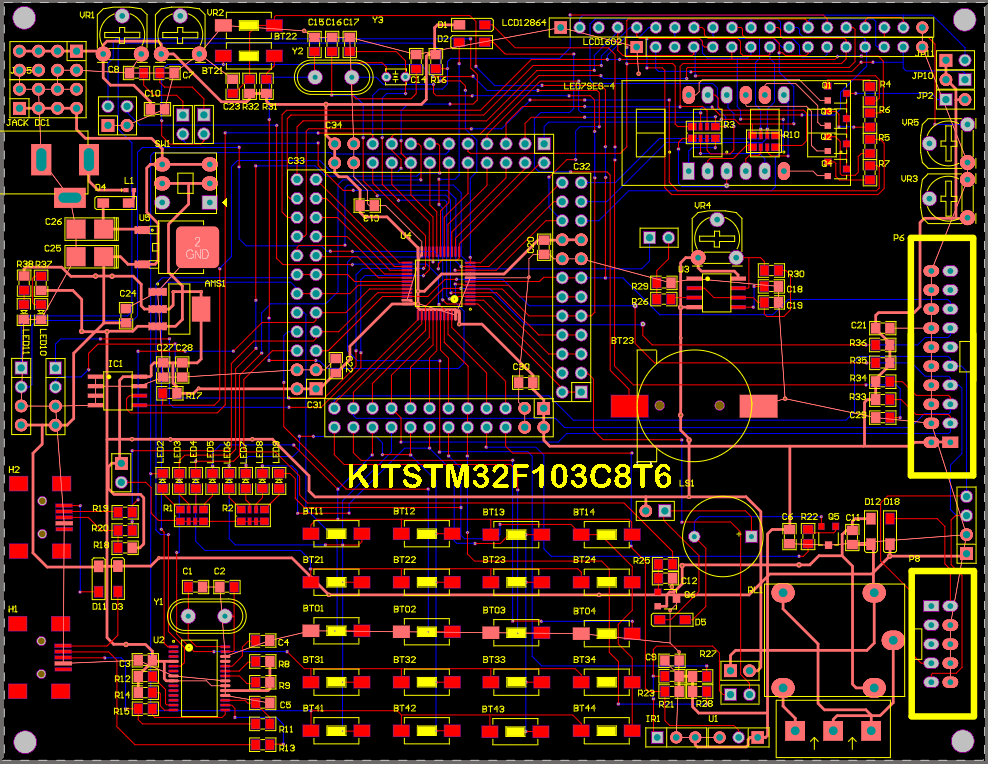 VR1 VR2 C15 C16 C17 Y3 D1 LCD12864
BT22 Y2 D2 LCD1602
C8 C7 BT21 C14 R16 JP10
C10 C23 R32 R31 LED7SEG-4 Q1 R4 JP2
JACK DC1 C34 R3 R10 Q3 R6
SW1 Q2 R5 VR5
C33 C32 Q4 R7
L1 VR3
C13 VR4
C26 U5 U4 C20 P6
C25 2
GND
R38 R37 U3 R30
AMS1 R29 C18
C24 R26 C19
LED11 LED10 BT23 C21
C27 C28 R36
IC1 C22 R35
C30 R34
R17 R33
C31 C29
LED2 LED3 LED4 LED5 LED6 LED7 LED8 LED9
H2 KITSTM32F103C8T6 LS1
R19 R1 R2 BT11 BT12 BT13 BT14 C6 R22 Q5 C11 D12 D18
R20
R18 BT21 BT22 BT23 BT24 R25 P8
C1 C2 C12
D11 D3 Y1 Q6 RL1
H1 BT01 BT02 BT03 BT04 D5
U2 C4
C3 R8 BT31 BT32 BT33 BT34 C9 R27
R12 R9
R14 C5 R23 R28
R15 BT41 BT42 BT43 BT44 R21
R11 IR1 U1
R13